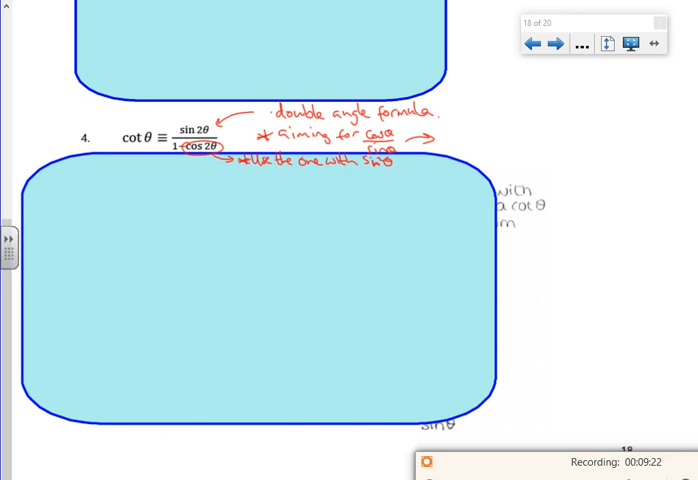 18 of 20
· double angle formula.
4. cot θ ≡ sin 2θ / 1−cos 2θ
* aiming for cosθ / sinθ →
→ * Use the one with sin²θ
with
a cot θ
m
sinθ
18
Recording: 00:09:22